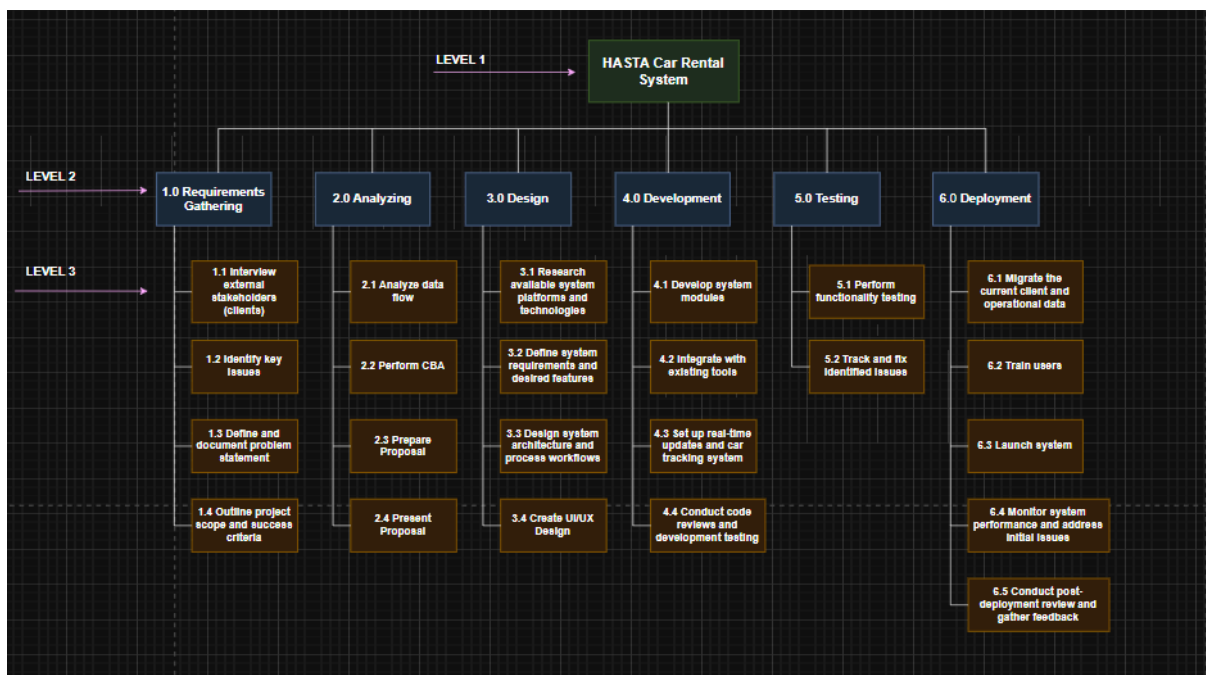 LEVEL 1
HASTA Car Rental
System
LEVEL 2
1.0 Requirements
Gathering
2.0 Analyzing
3.0 Design
4.0 Development
5.0 Testing
6.0 Deployment
LEVEL 3
1.1 Interview
external
stakeholders
(clients)
2.1 Analyze data
flow
3.1 Research
available system
platforms and
technologies
4.1 Develop system
modules
5.1 Perform
functionality testing
6.1 Migrate the
current client and
operational data
1.2 Identify key
issues
2.2 Perform CBA
3.2 Define system
requirements and
desired features
4.2 Integrate with
existing tools
5.2 Track and fix
identified issues
6.2 Train users
1.3 Define and
document problem
statement
2.3 Prepare
Proposal
3.3 Design system
architecture and
process workflows
4.3 Set up real-time
updates and car
tracking system
6.3 Launch system
1.4 Outline project
scope and success
criteria
2.4 Present
Proposal
3.4 Create UI/UX
Design
4.4 Conduct code
reviews and
development testing
6.4 Monitor system
performance and address
initial issues
6.5 Conduct post-
deployment review and
gather feedback